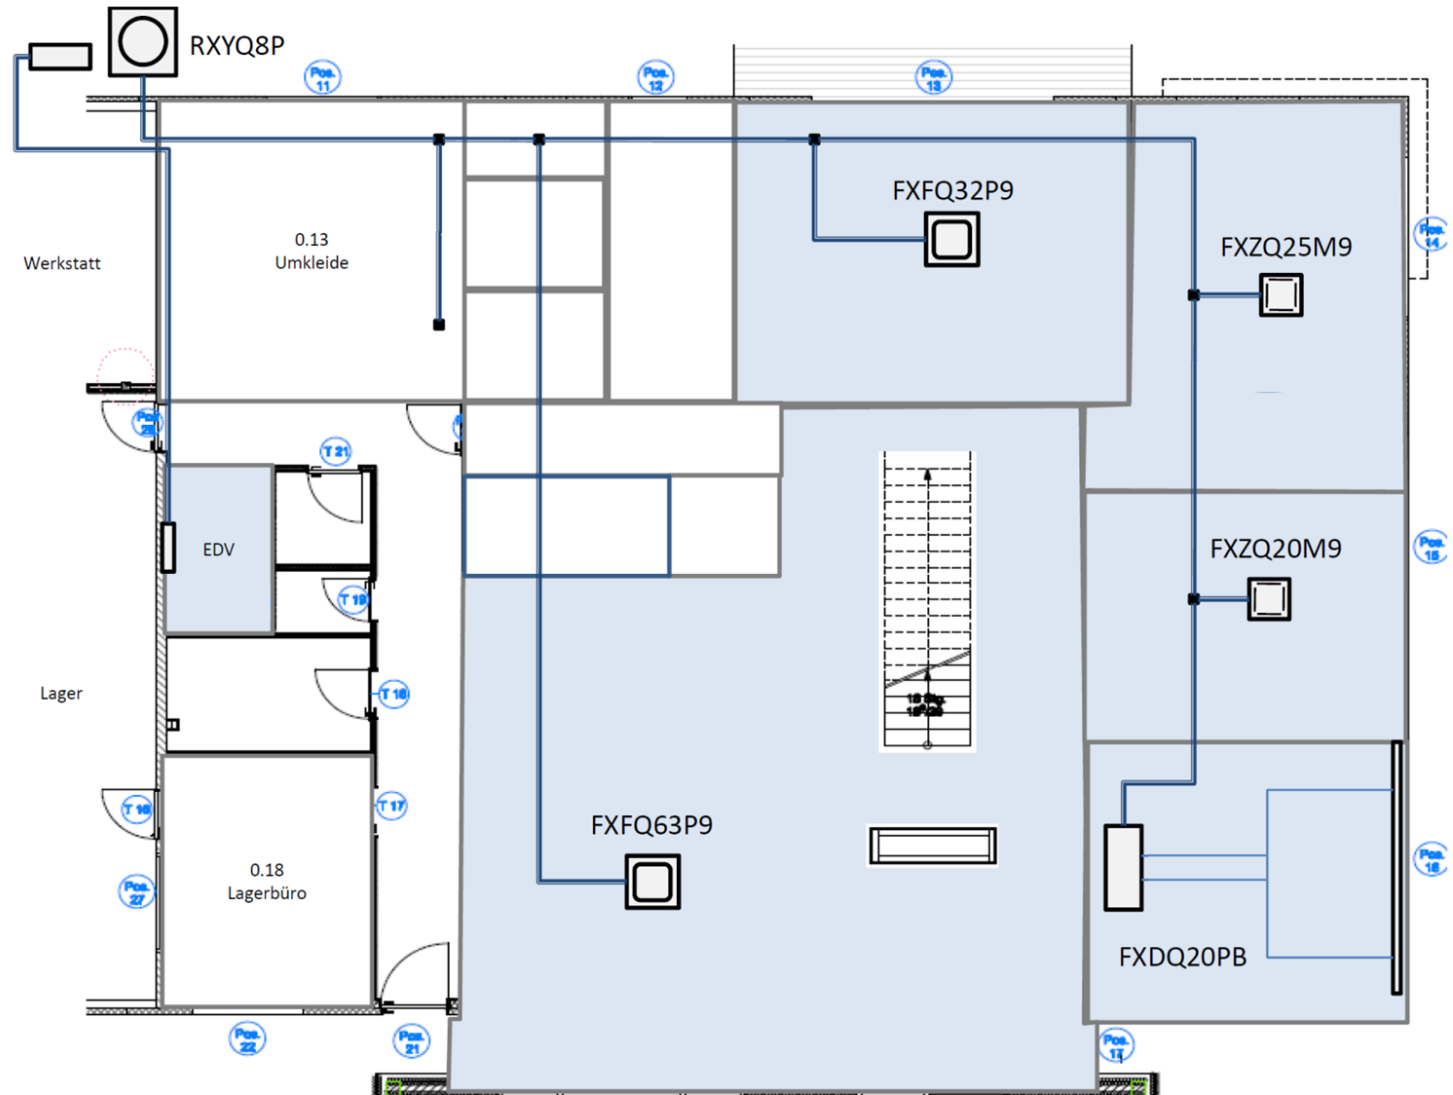 RXYQ8P
Pos.
11
Pos.
12
Pos.
13
FXFQ32P9
0.13
Umkleide
Werkstatt
FXZQ25M9
Pos.
14
T 21
EDV
FXZQ20M9
Pos.
15
T 19
Lager
T 18
T 17
FXFQ63P9
0.18
Lagerbüro
Pos.
27
Pos.
16
FXDQ20PB
Pos.
22
Pos.
21
Pos.
17